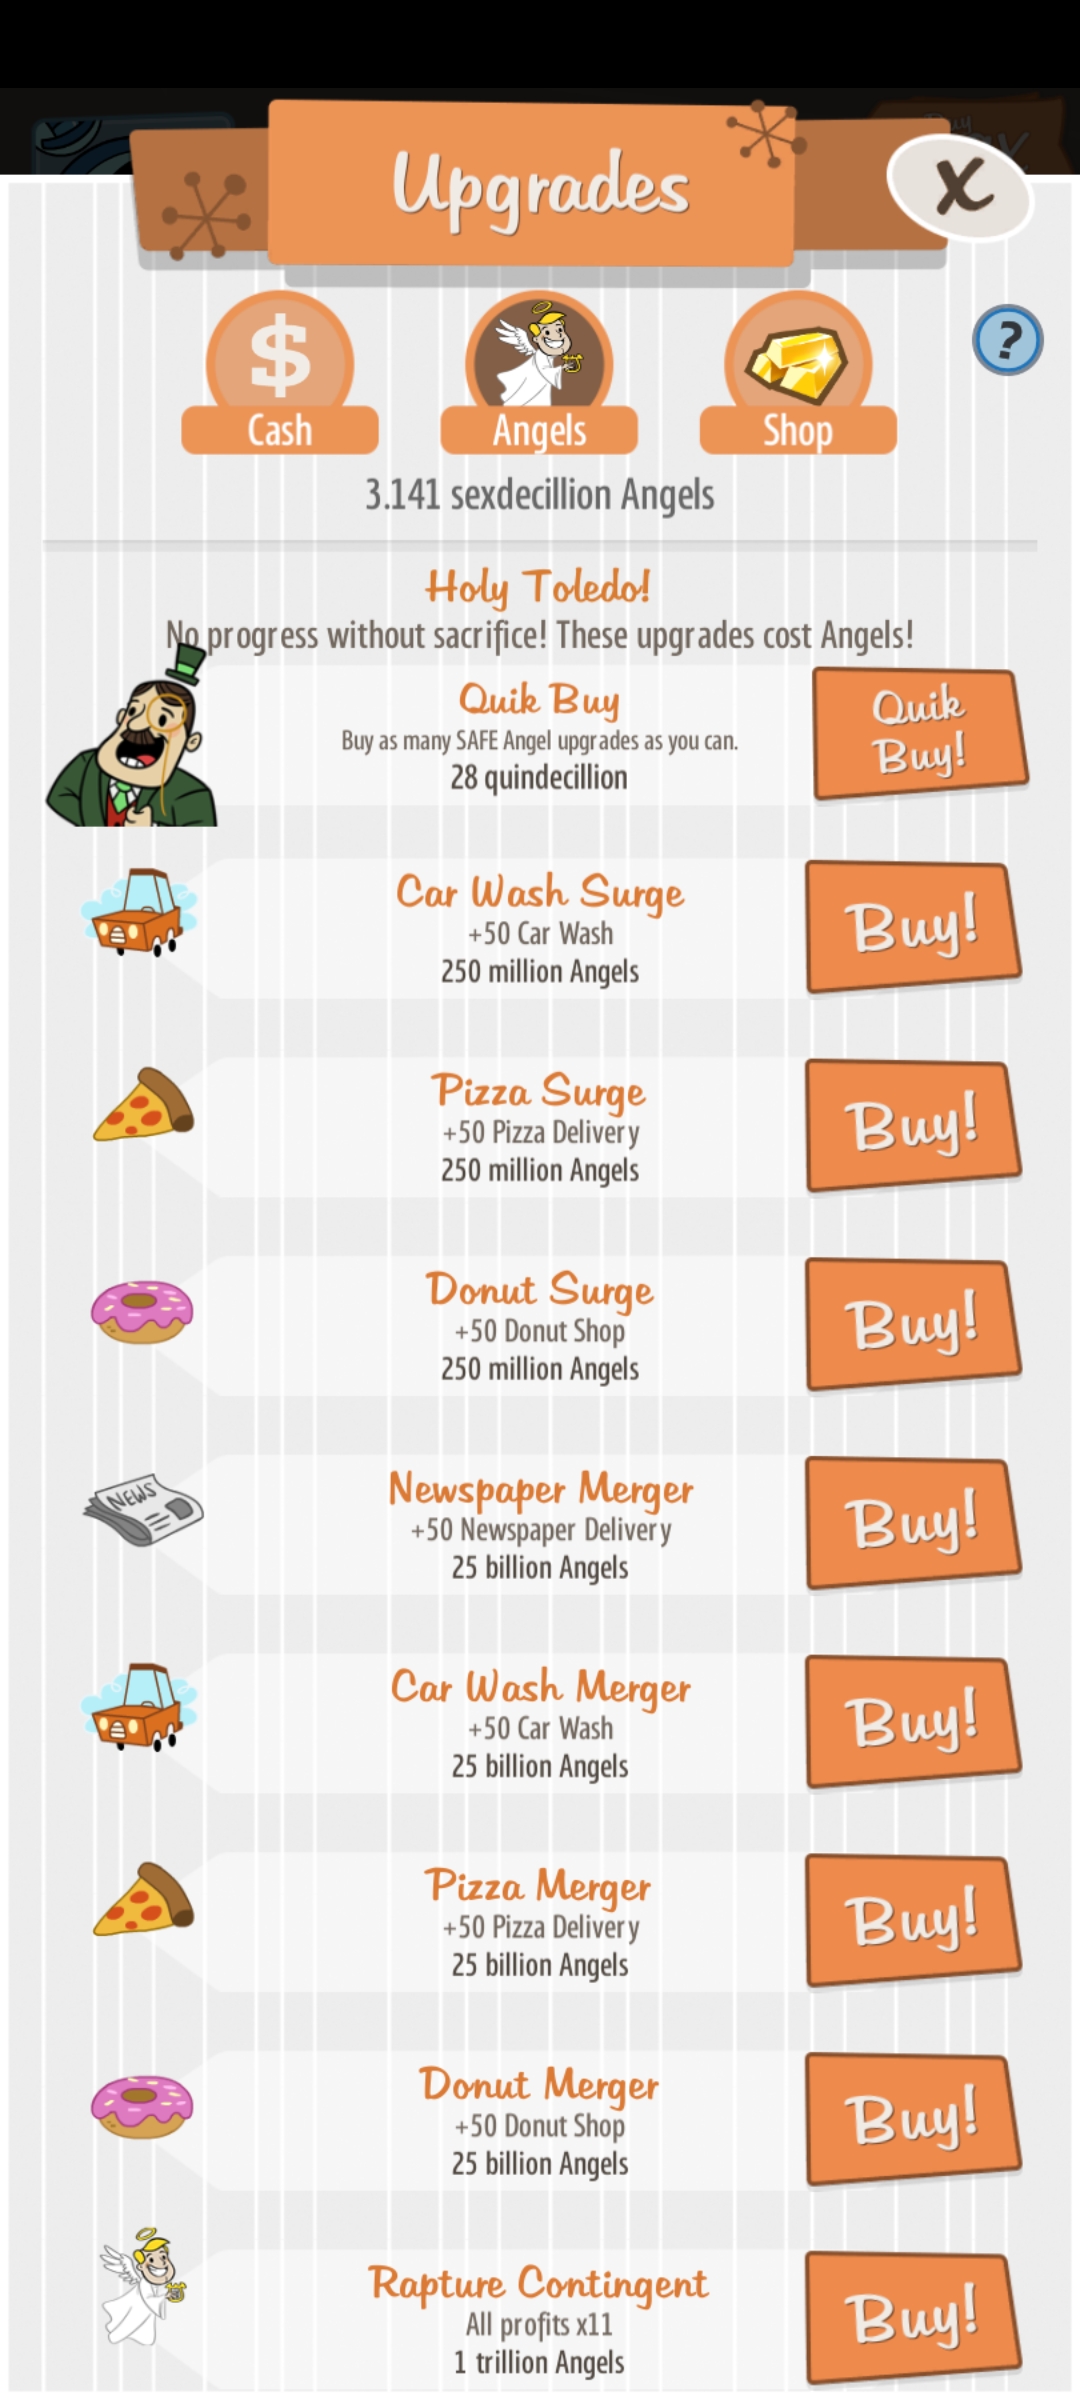 Upgrades
X
$
?
Cash
Angels
Shop
3.141 sexdecillion Angels
Holy Toledo!
No progress without sacrifice! These upgrades cost Angels!
Quik Buy
Buy as many SAFE Angel upgrades as you can.
28 quindecillion
Quik
Buy!
Car Wash Surge
+50 Car Wash
250 million Angels
Buy!
Pizza Surge
+50 Pizza Delivery
250 million Angels
Buy!
Donut Surge
+50 Donut Shop
250 million Angels
Buy!
NEWS
Newspaper Merger
+50 Newspaper Delivery
25 billion Angels
Buy!
Car Wash Merger
+50 Car Wash
25 billion Angels
Buy!
Pizza Merger
+50 Pizza Delivery
25 billion Angels
Buy!
Donut Merger
+50 Donut Shop
25 billion Angels
Buy!
Rapture Contingent
All profits x11
1 trillion Angels
Buy!